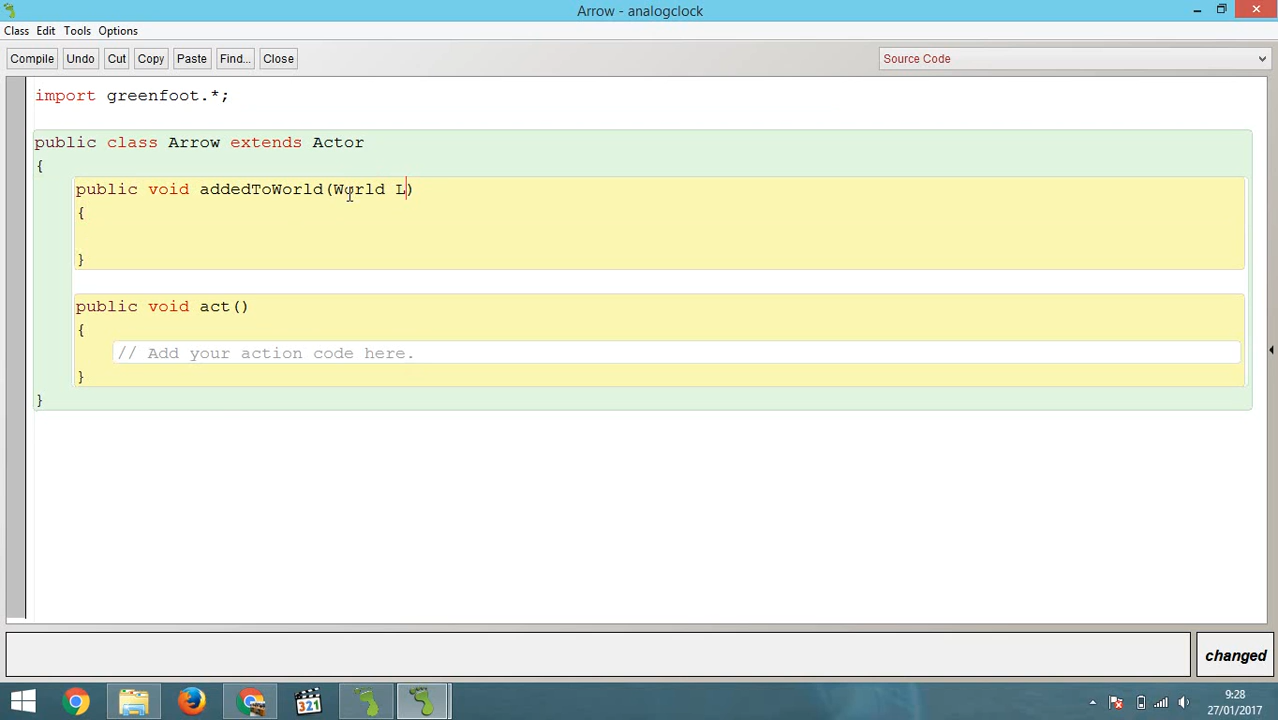 Arrow - analogclock
Class Edit Tools Options
Compile Undo Cut Copy Paste Find... Close Source Code
import greenfoot.*;
public class Arrow extends Actor
{
public void addedToWorld(World L)
{
}
public void act()
{
// Add your action code here.
}
}
changed
321
9:28
27/01/2017